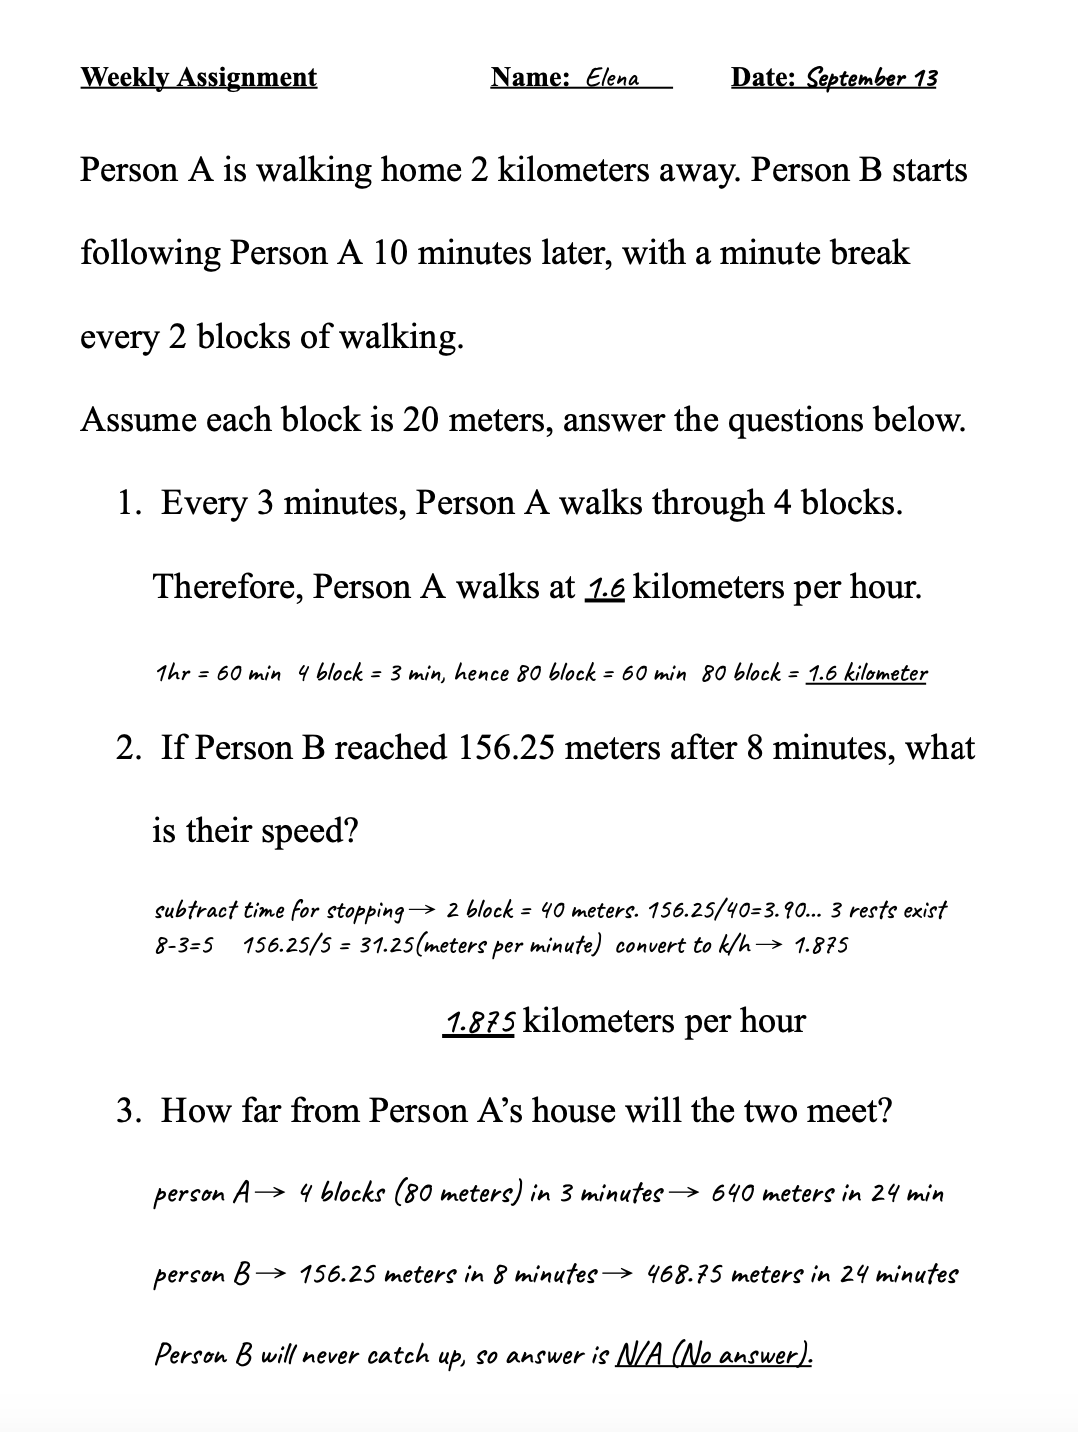 Weekly Assignment Name: Elena Date: September 13
Person A is walking home 2 kilometers away. Person B starts
following Person A 10 minutes later, with a minute break
every 2 blocks of walking.
Assume each block is 20 meters, answer the questions below.
1. Every 3 minutes, Person A walks through 4 blocks.
Therefore, Person A walks at 1.6 kilometers per hour.
1hr = 60 min 4 block = 3 min, hence 80 block = 60 min 80 block = 1.6 kilometer
2. If Person B reached 156.25 meters after 8 minutes, what
is their speed?
subtract time for stopping → 2 block = 40 meters. 156.25/40=3.90... 3 rests exist
8-3=5 156.25/5 = 31.25(meters per minute) convert to k/h → 1.875
1.875 kilometers per hour
3. How far from Person A's house will the two meet?
person A → 4 blocks (80 meters) in 3 minutes → 640 meters in 24 min
person B → 156.25 meters in 8 minutes → 468.75 meters in 24 minutes
Person B will never catch up, so answer is N/A (No answer).